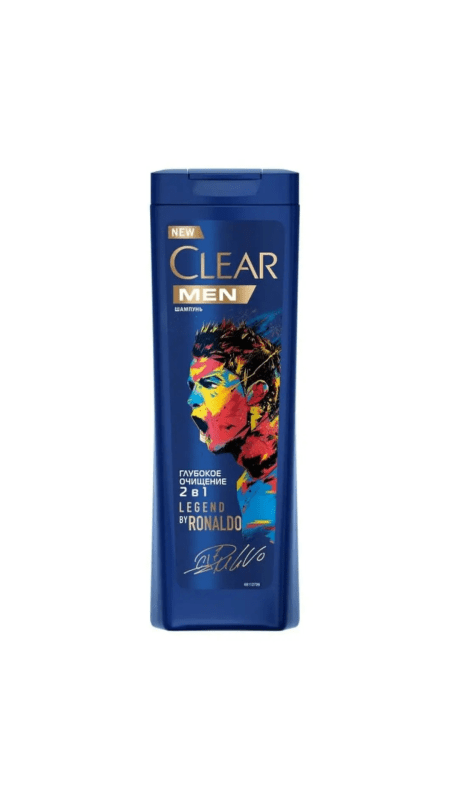 NEW
CLEAR
MEN
ШАМПУНЬ
ГЛУБОКОЕ
ОЧИЩЕНИЕ
2 в 1
LEGEND
BY RONALDO